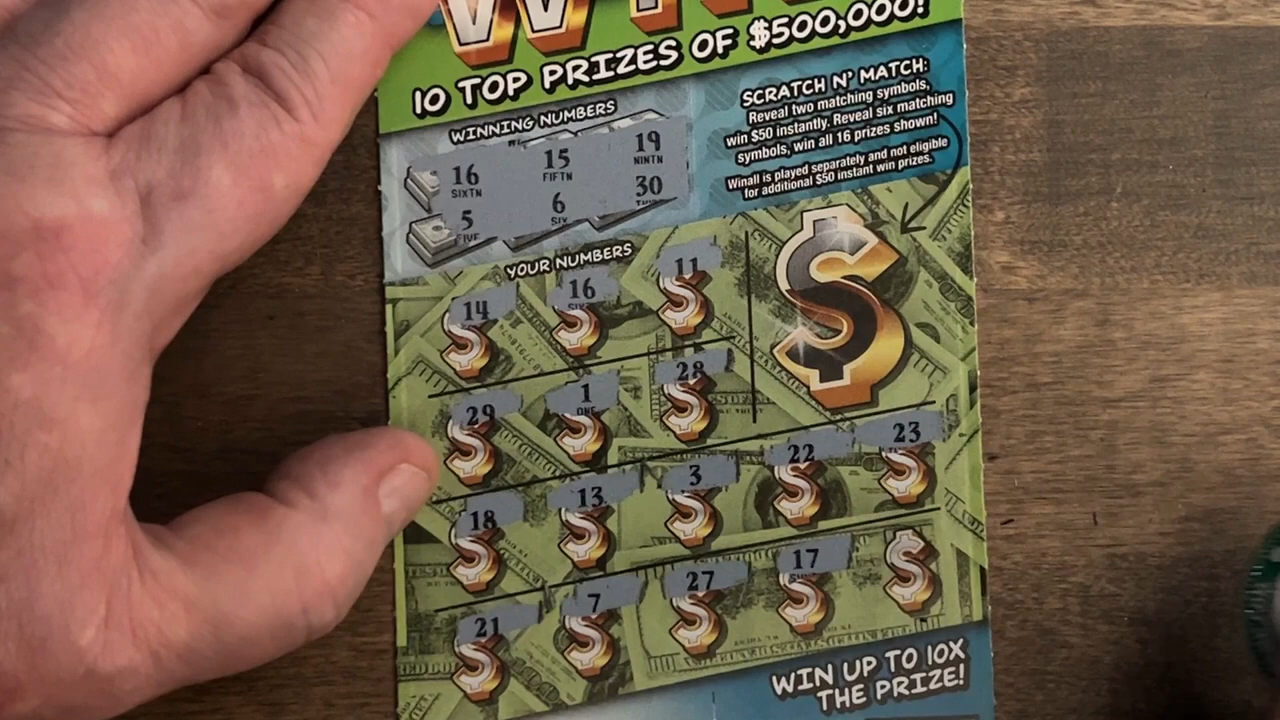 10 TOP PRIZES OF $500,000!
WINNING NUMBERS
16 15 19
SIXTN FIFTN NINTN
5 6 30
SIX
SCRATCH N' MATCH:
Reveal two matching symbols,
win $50 instantly. Reveal six matching
symbols, win all 16 prizes shown!
Winall is played separately and not eligible
for additional $50 instant win prizes.
YOUR NUMBERS
14 16 11
29 1 28
ONE
18 13 3 22 23
21 7 27 17
WIN UP TO 10X
THE PRIZE!